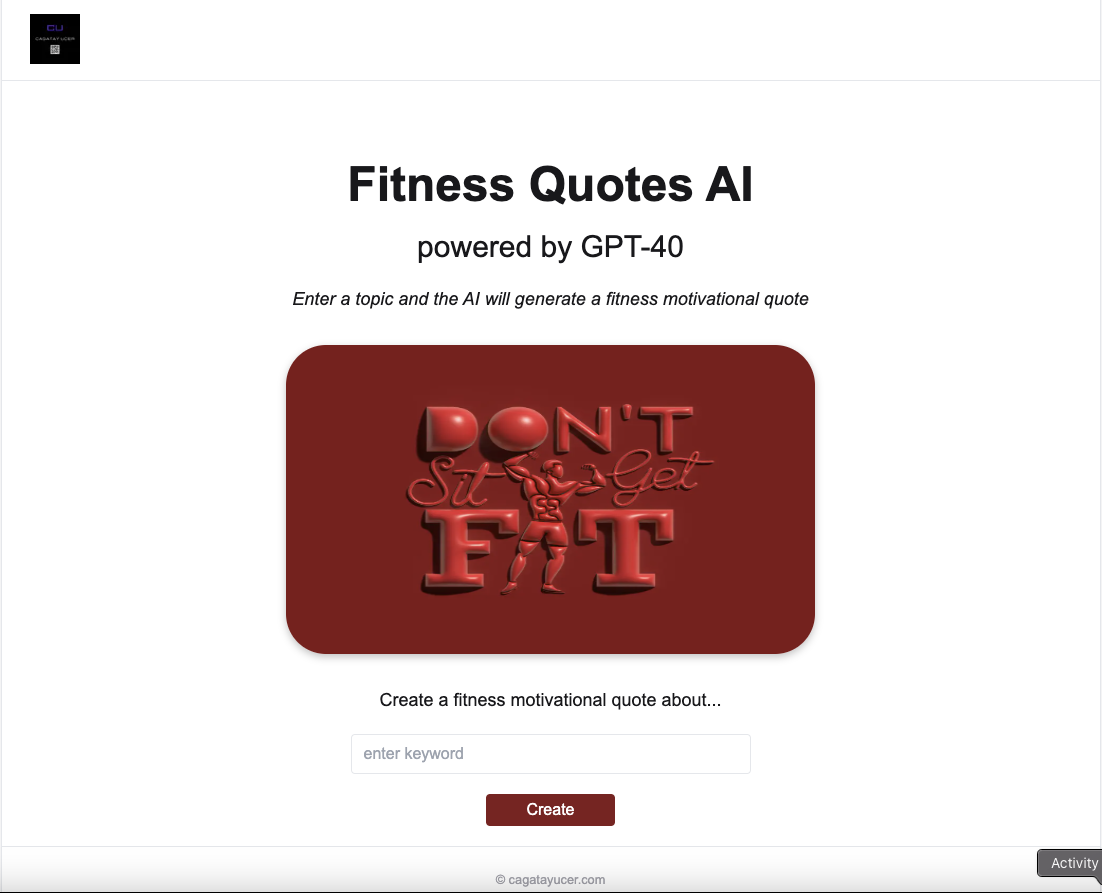 CU
CAGATAY UCER
Fitness Quotes AI
powered by GPT-40
Enter a topic and the AI will generate a fitness motivational quote
DON'T
Sit Get
FIT
Create a fitness motivational quote about...
enter keyword
Create
Activity
© cagatayucer.com